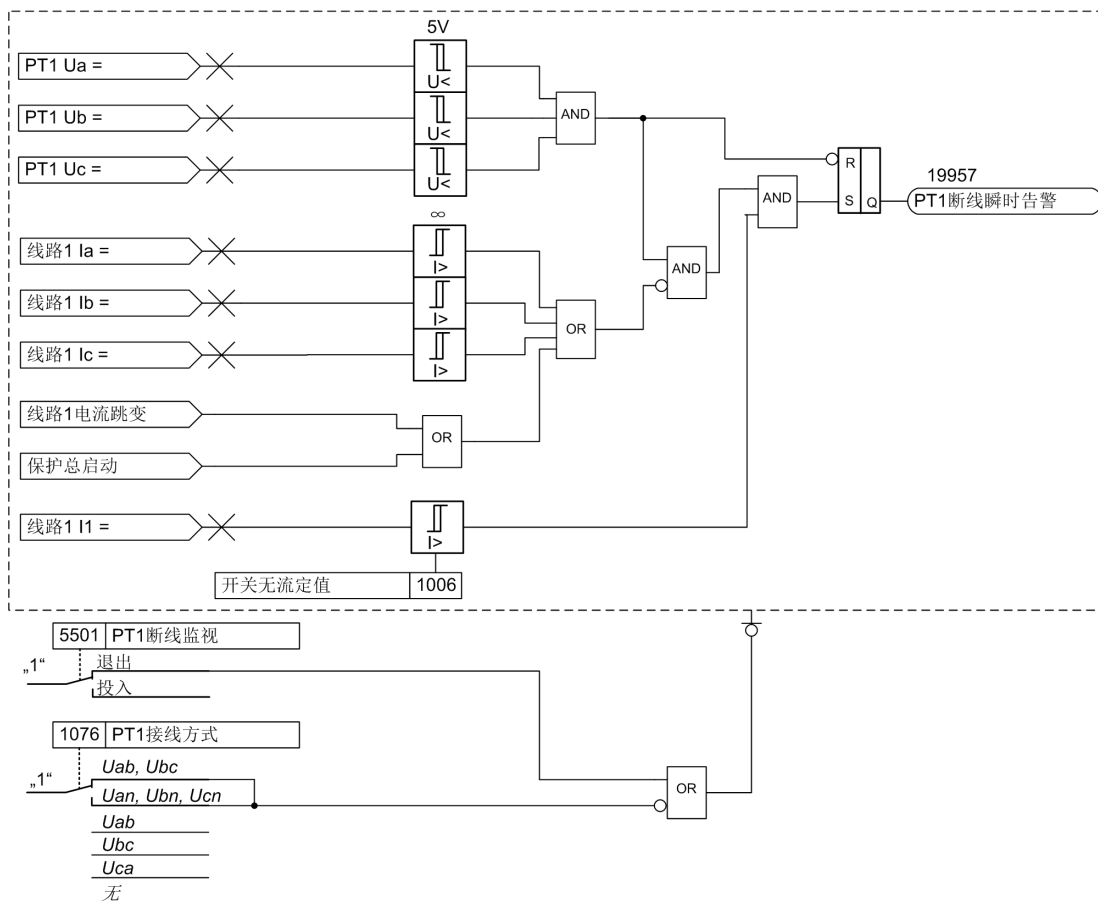 5V
PT1 Ua =
U<
PT1 Ub =
U<
AND
PT1 Uc =
U<
R
S
Q
19957
PT1断线瞬时告警
AND
∞
线路1 Ia =
I>
AND
线路1 Ib =
I>
OR
线路1 Ic =
I>
线路1电流跳变
OR
保护总启动
线路1 I1 =
I>
开关无流定值 1006
5501 PT1断线监视
„1“
退出
投入
1076 PT1接线方式
„1“
Uab, Ubc
Uan, Ubn, Ucn
OR
Uab
Ubc
Uca
无